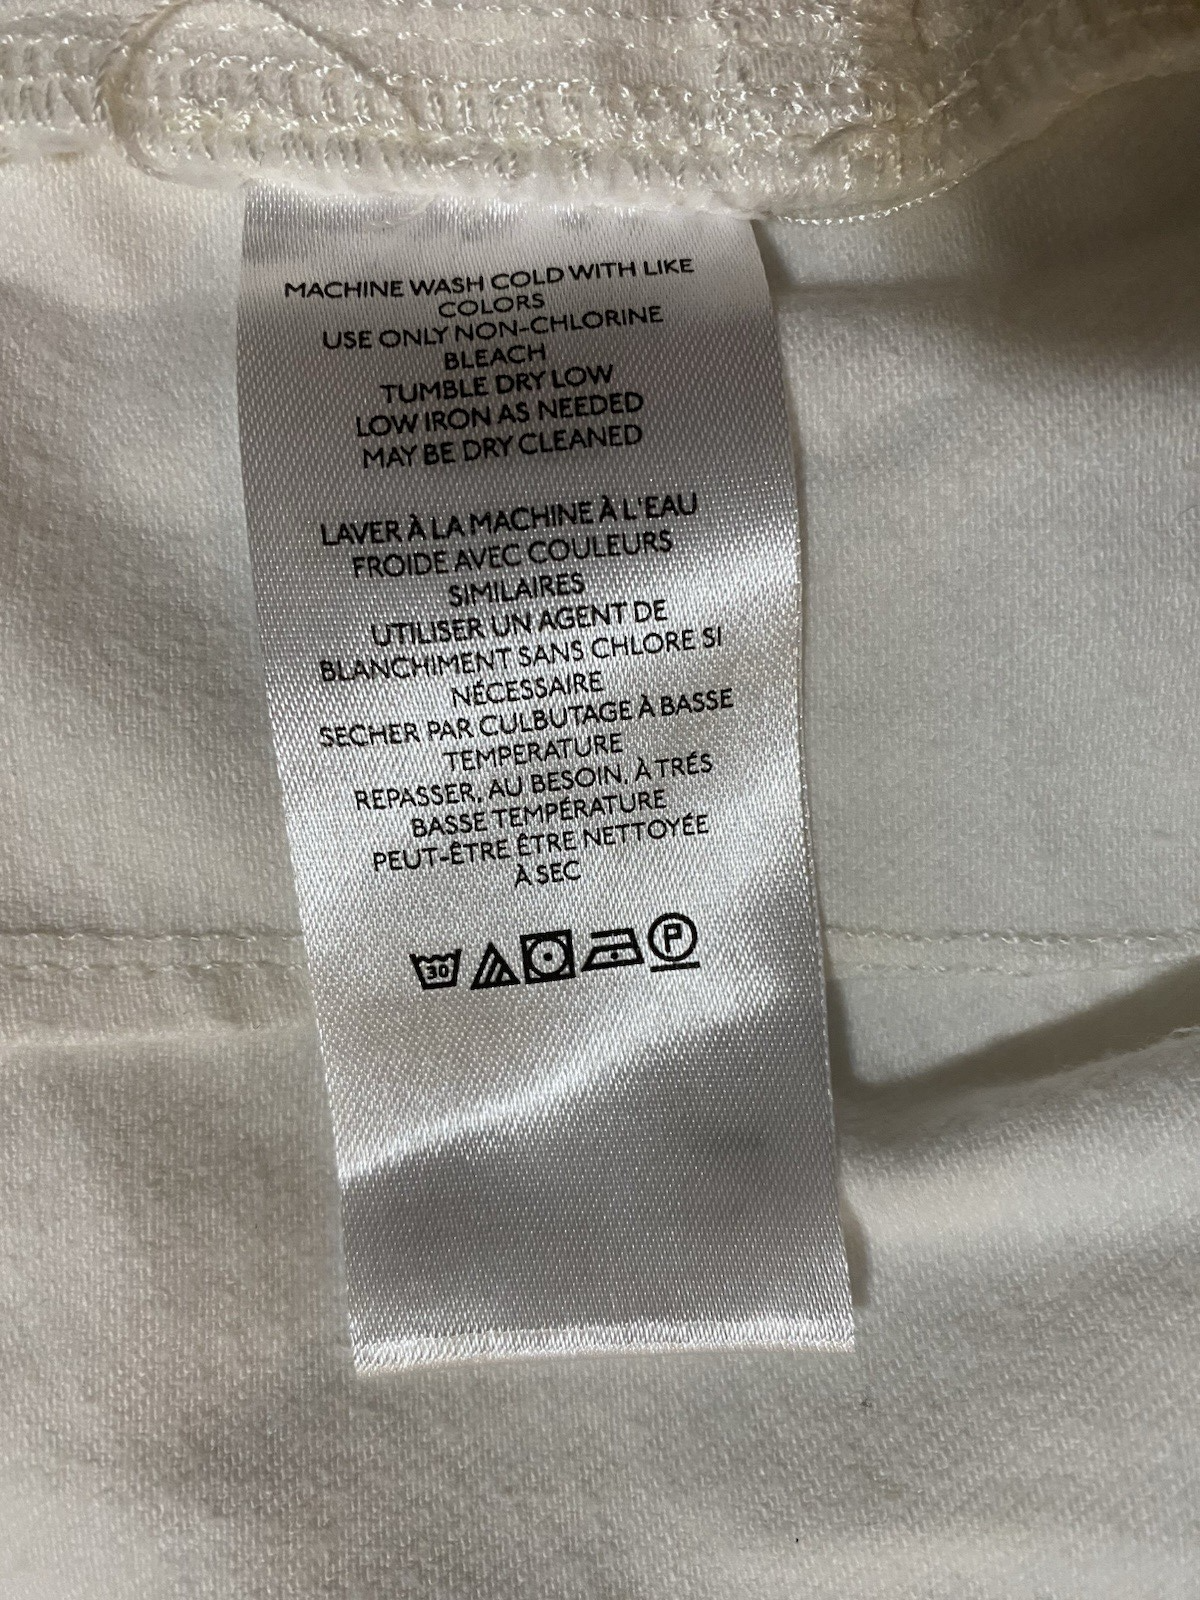 MACHINE WASH COLD WITH LIKE
COLORS
USE ONLY NON-CHLORINE
BLEACH
TUMBLE DRY LOW
LOW IRON AS NEEDED
MAY BE DRY CLEANED
LAVER À LA MACHINE À L'EAU
FROIDE AVEC COULEURS
SIMILAIRES
UTILISER UN AGENT DE
BLANCHIMENT SANS CHLORE SI
NÉCESSAIRE
SECHER PAR CULBUTAGE À BASSE
TEMPERATURE
REPASSER, AU BESOIN, À TRÉS
BASSE TEMPÉRATURE
PEUT-ÊTRE ÊTRE NETTOYÉE
À SEC
30 P